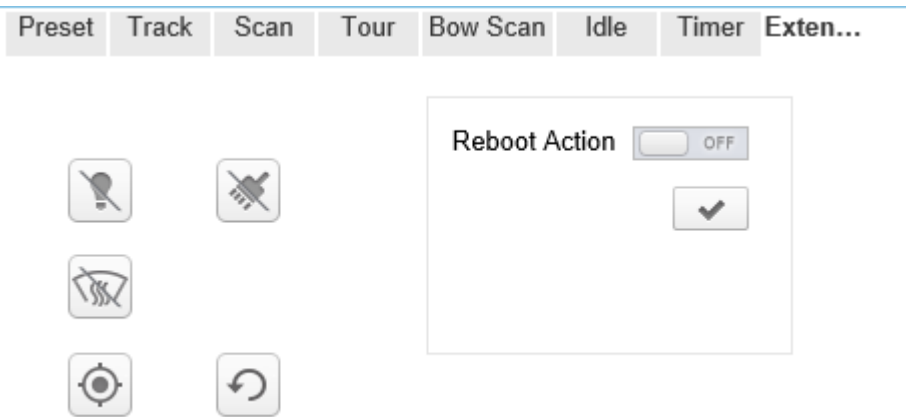 Preset Track Scan Tour Bow Scan Idle Timer Exten...
Reboot Action OFF